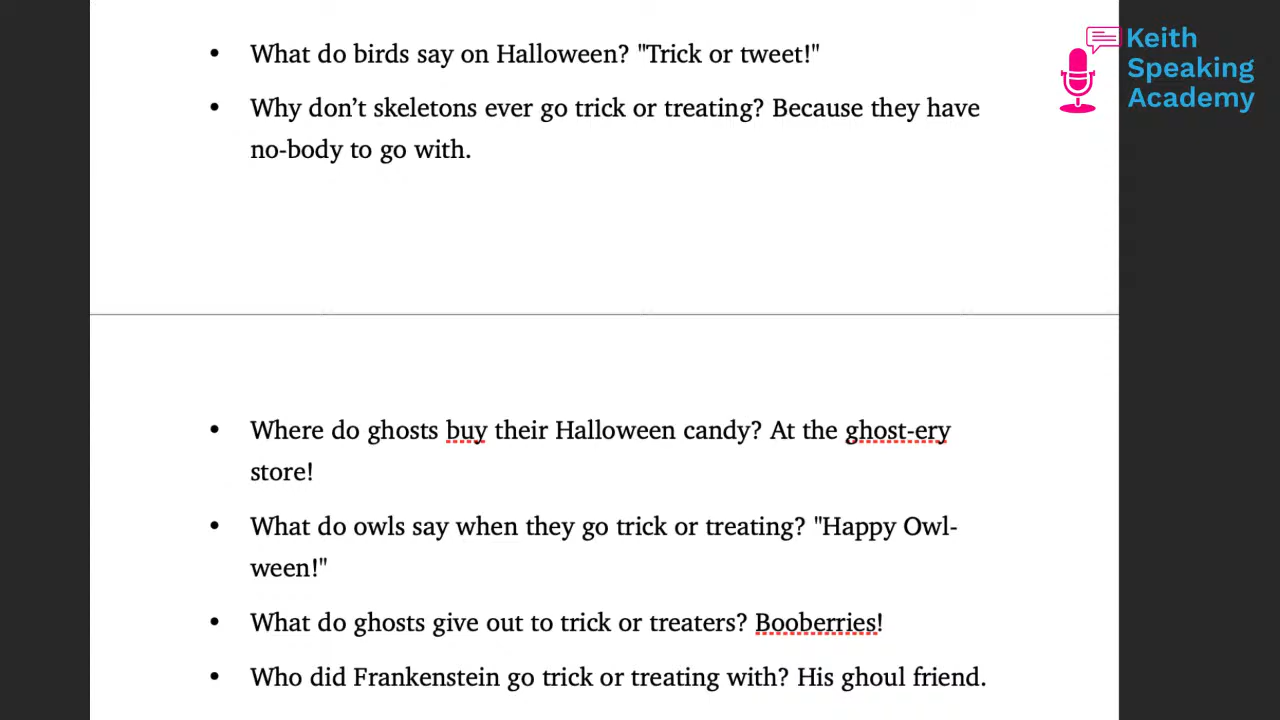 Keith
Speaking
Academy
• What do birds say on Halloween? "Trick or tweet!"
• Why don’t skeletons ever go trick or treating? Because they have
no-body to go with.
• Where do ghosts buy their Halloween candy? At the ghost-ery
store!
• What do owls say when they go trick or treating? "Happy Owl-
ween!"
• What do ghosts give out to trick or treaters? Booberries!
• Who did Frankenstein go trick or treating with? His ghoul friend.